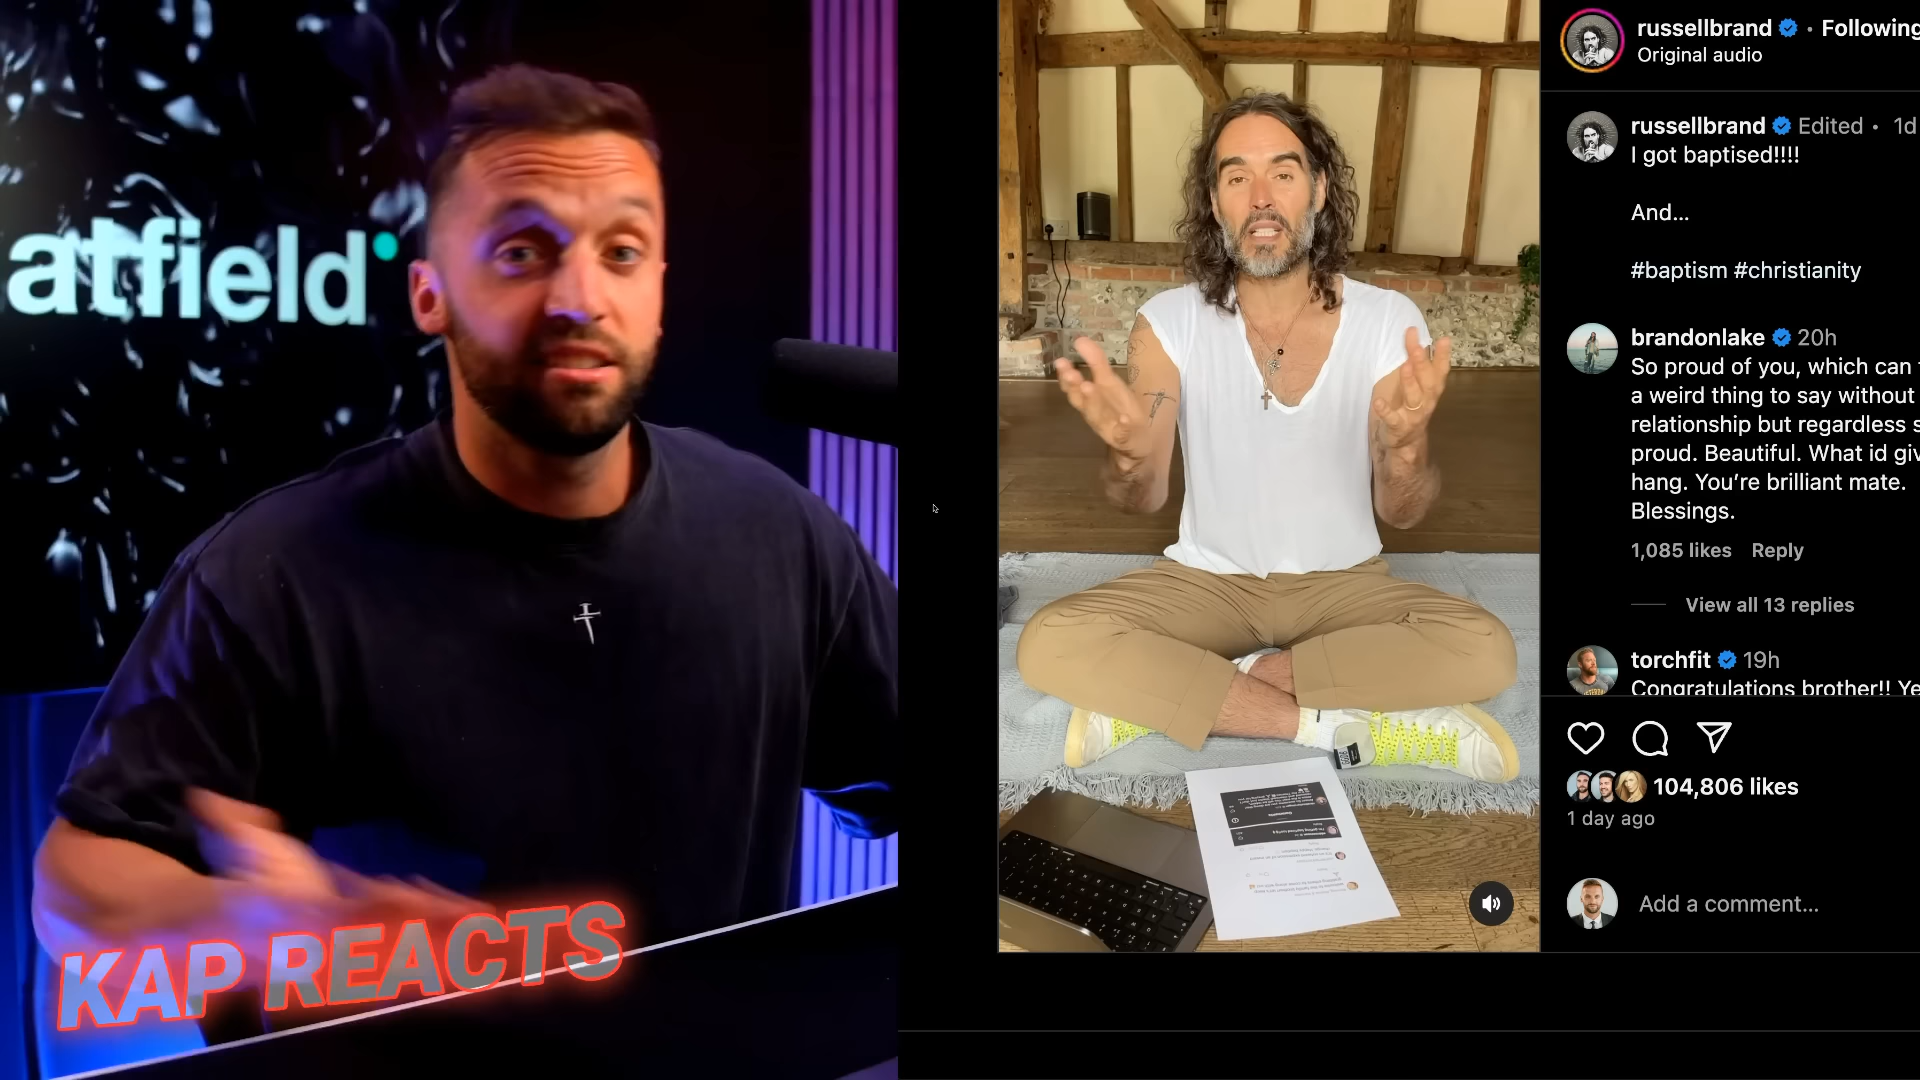 atfield
KAP REACTS
russellbrand • Following
Original audio
russellbrand Edited • 1d
I got baptised!!!!
And...
#baptism #christianity
brandonlake 20h
So proud of you, which can
a weird thing to say without
relationship but regardless
proud. Beautiful. What id
hang. You're brilliant mate.
Blessings.
1,085 likes Reply
View all 13 replies
torchfit 19h
Congratulations brother!!
104,806 likes
1 day ago
Add a comment...